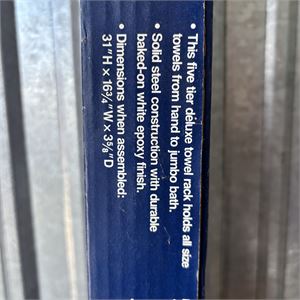 • This five tier deluxe towel rack holds all size
towels from hand to jumbo bath.
• Solid steel construction with durable
baked-on white epoxy finish.
• Dimensions when assembled:
31"H × 16¾"W × 3⅝"D